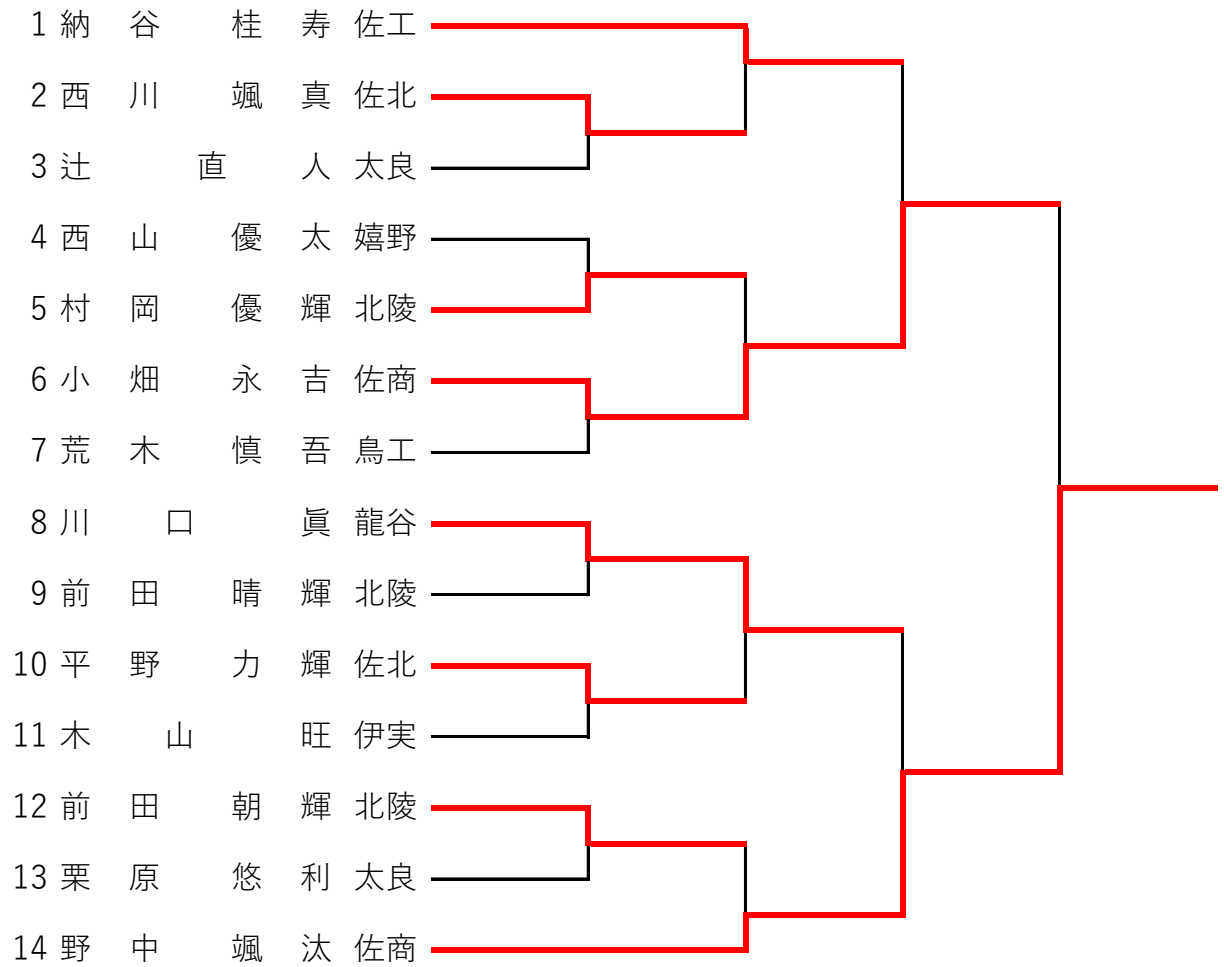 1 納谷 桂寿 佐工
2 西川 颯真 佐北
3 辻 直人 太良
4 西山 優太 嬉野
5 村岡 優輝 北陵
6 小畑 永吉 佐商
7 荒木 慎吾 鳥工
8 川口 眞 龍谷
9 前田 晴輝 北陵
10 平野 力輝 佐北
11 木山 旺 伊実
12 前田 朝輝 北陵
13 栗原 悠利 太良
14 野中 颯汰 佐商